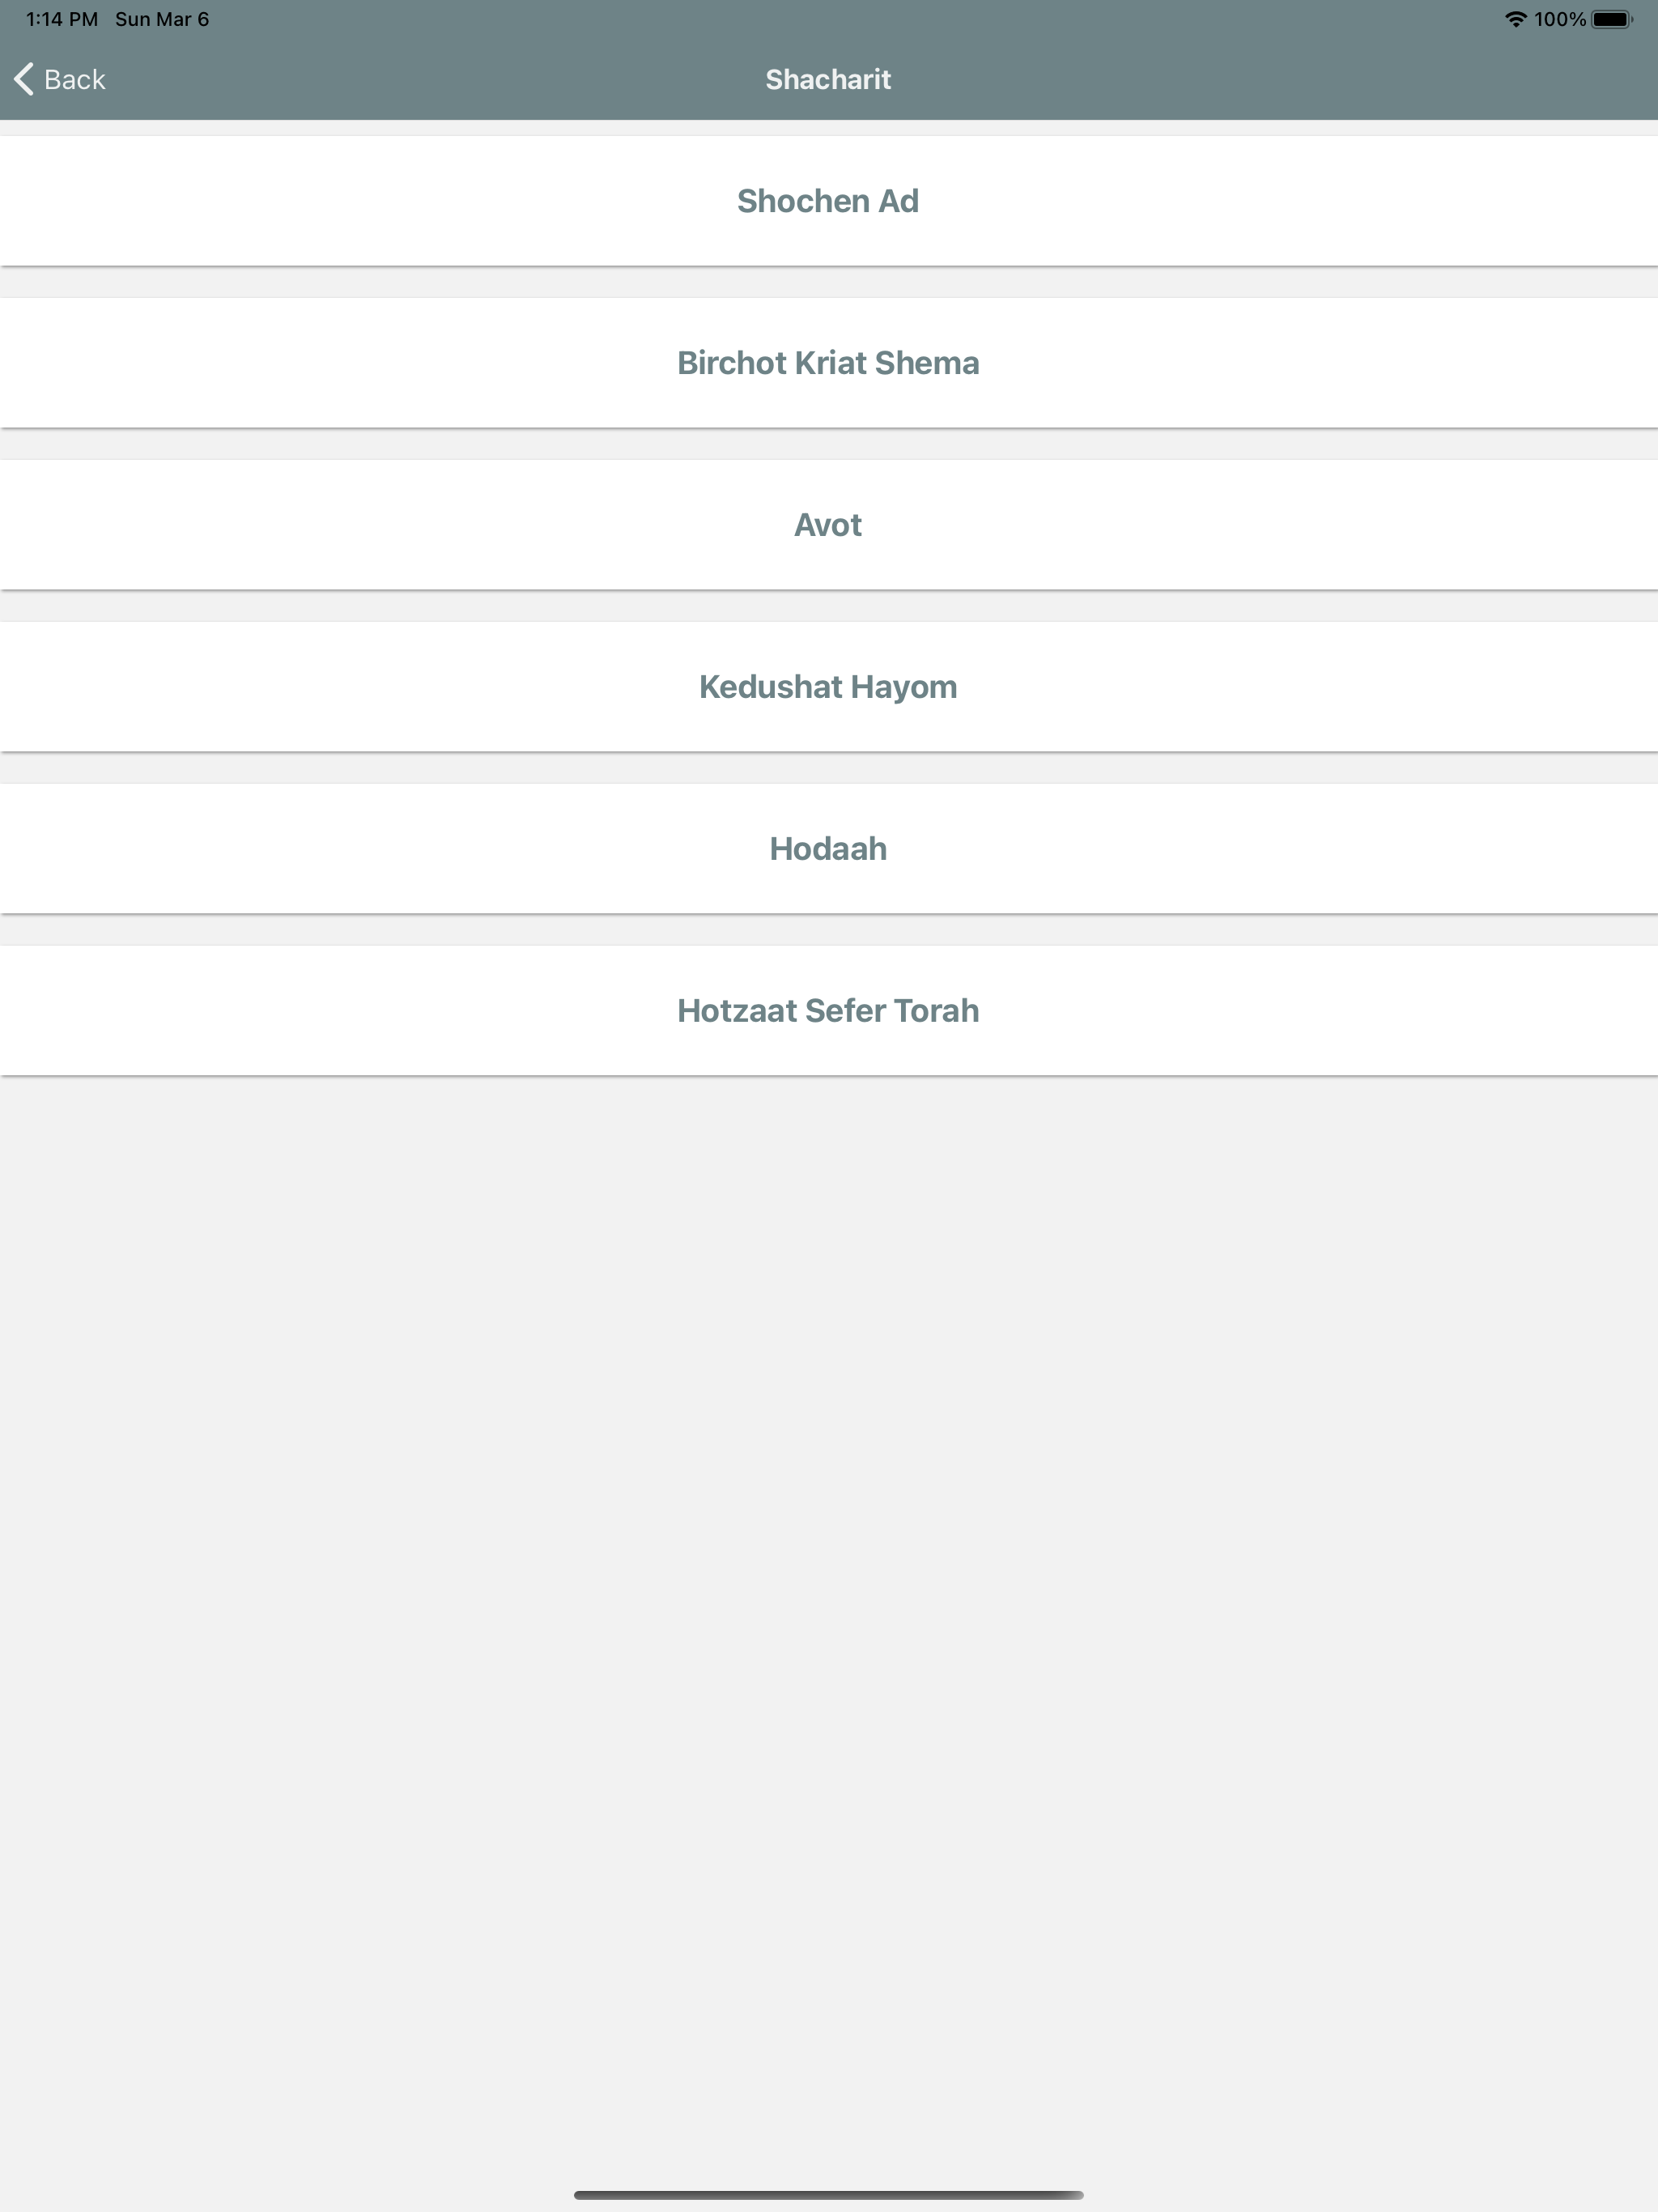 1:14 PM Sun Mar 6 100%
Back Shacharit
Shochen Ad
Birchot Kriat Shema
Avot
Kedushat Hayom
Hodaah
Hotzaat Sefer Torah